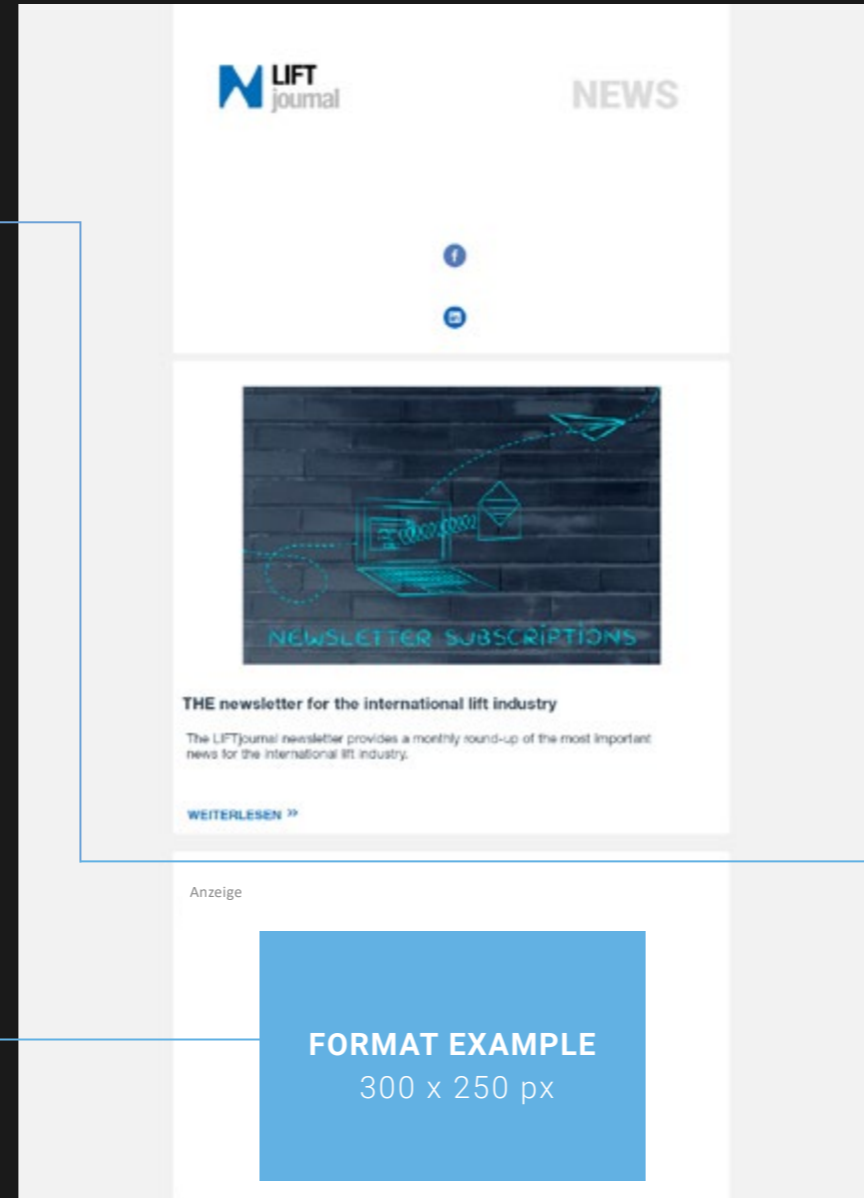 LIFT
journal
NEWS
NEWSLETTER SUBSCRIPTIONS
THE newsletter for the international lift industry
The LIFTjournal newsletter provides a monthly round-up of the most important
news for the international lift industry.
WEITERLESEN »
Anzeige
FORMAT EXAMPLE
300 x 250 px